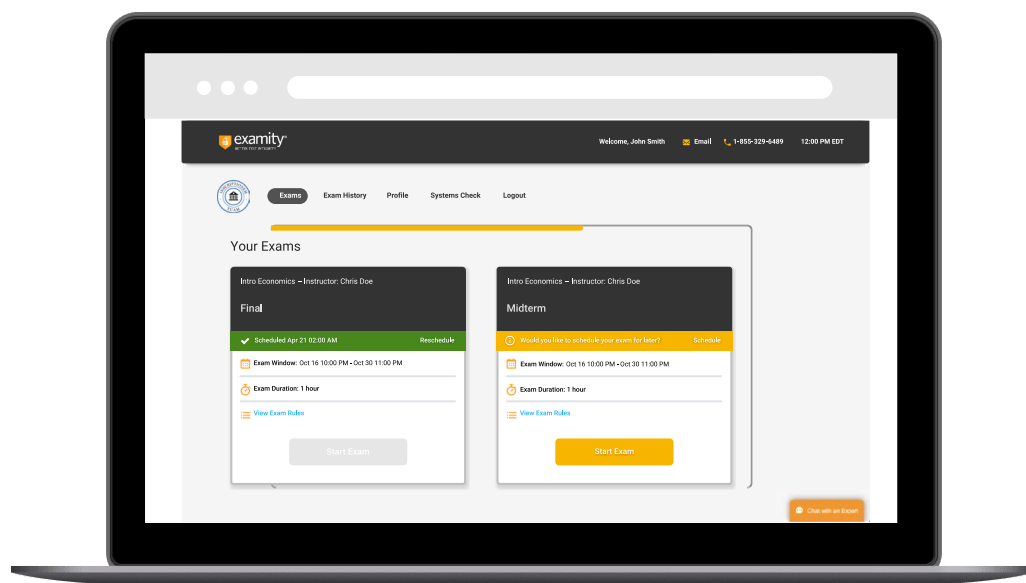 examity
BETTER TEST INTEGRITY
Welcome, John Smith
Email
1-855-329-6489
12:00 PM EDT
Exams
Exam History
Profile
Systems Check
Logout
Your Exams
Intro Economics – Instructor: Chris Doe
Final
Scheduled Apr 21 02:00 AM
Reschedule
Exam Window: Oct 16 10:00 PM - Oct 30 11:00 PM
Exam Duration: 1 hour
View Exam Rules
Start Exam
Intro Economics – Instructor: Chris Doe
Midterm
Would you like to schedule your exam for later?
Schedule
Exam Window: Oct 16 10:00 PM - Oct 30 11:00 PM
Exam Duration: 1 hour
View Exam Rules
Start Exam
Chat with an Expert